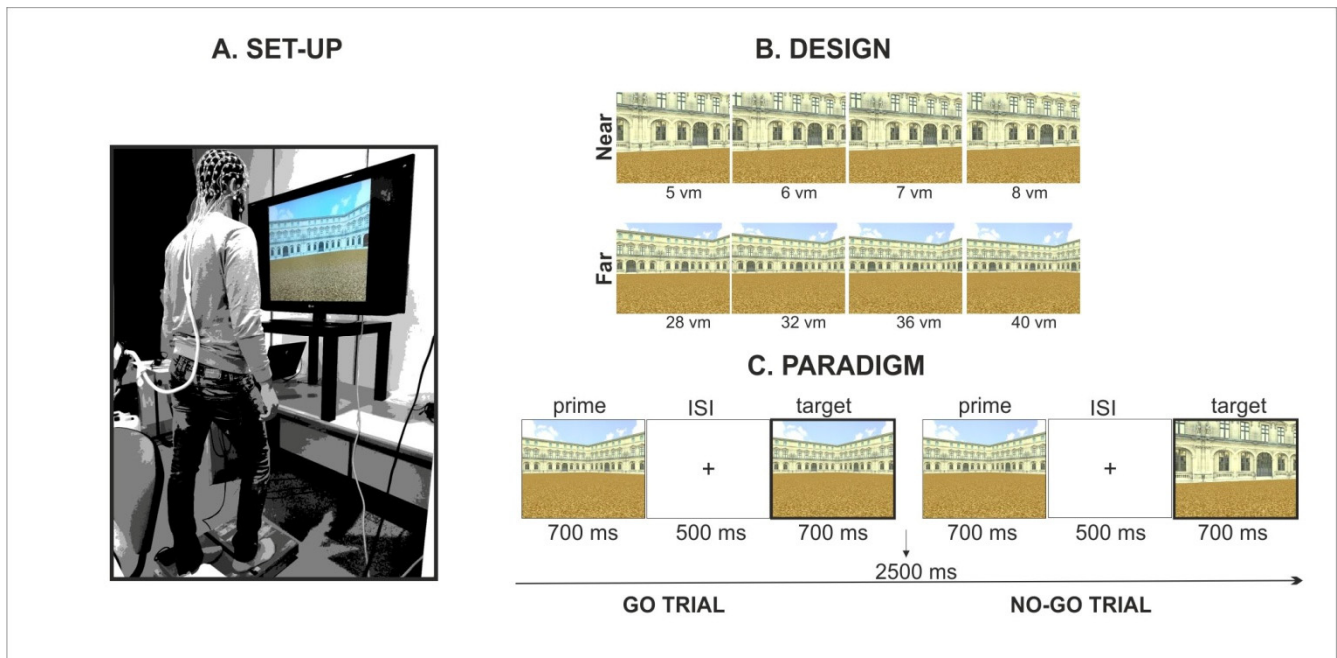 A. SET-UP
B. DESIGN
Near
5 vm 6 vm 7 vm 8 vm
Far
28 vm 32 vm 36 vm 40 vm
C. PARADIGM
prime ISI target prime ISI target
+ +
700 ms 500 ms 700 ms 700 ms 500 ms 700 ms
2500 ms
GO TRIAL NO-GO TRIAL